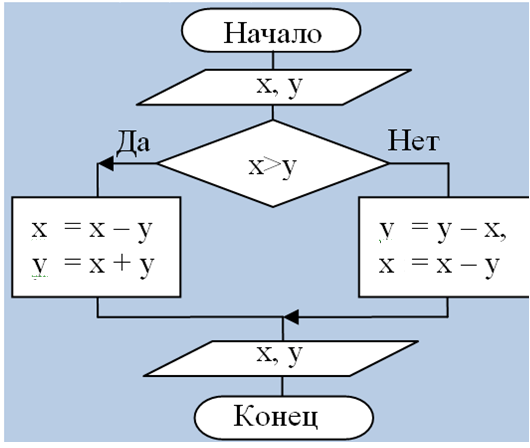 Начало
x, y
Да
Нет
x>y
x = x – y
y = x + y
y = y – x,
x = x – y
x, y
Конец